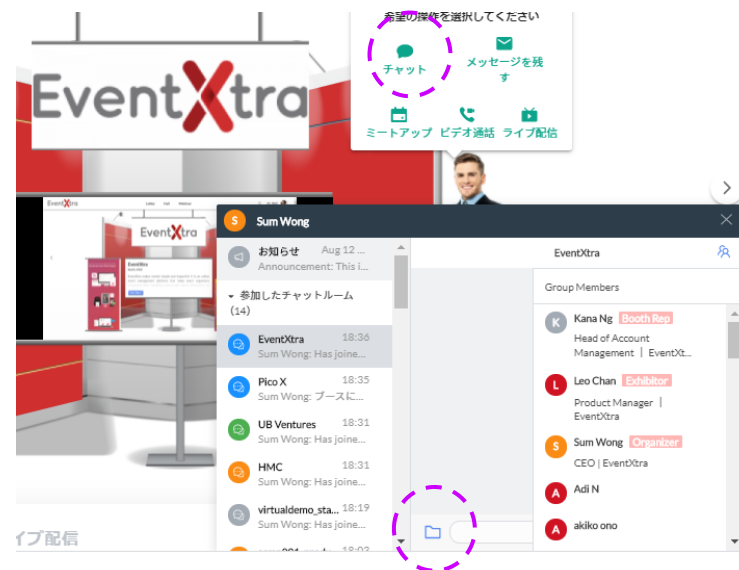 希望の操作を選択してください
チャット
メッセージを残
す
ミートアップ
ビデオ通話
ライブ配信
EventXtra
EventXtra
EventXtra
EventXtra
イブ配信
S
Sum Wong
お知らせ
Aug 12 ...
Announcement: This i...
参加したチャットルーム
(14)
EventXtra
18:36
Sum Wong: Has joine...
Pico X
18:35
Sum Wong: ブースに...
UB Ventures
18:31
Sum Wong: Has joine...
HMC
18:31
Sum Wong: Has joine...
virtualdemo_sta...
18:19
Sum Wong: Has joine...
18:03
EventXtra
Group Members
K
Kana Ng
Booth Rep
Head of Account
Management | EventXt...
L
Leo Chan
Exhibitor
Product Manager |
EventXtra
S
Sum Wong
Organizer
CEO | EventXtra
A
Adi N
A
akiko ono